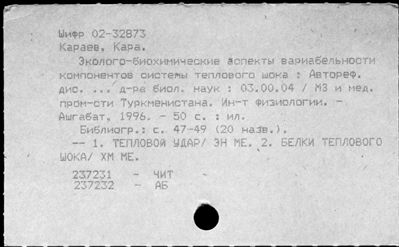 Шифр 02-32873
Караев, Кара.
Эколого-биохимические аспекты вариабельности
компонентов системы теплового шока : Автореф.
дис. ... д-ра биол. наук : 03.00.04 / МЗ и мед.
пром-сти Туркменистана. Ин-т физиологии. -
Ашгабат, 1996. - 50 с. : ил.
Библиогр.: с. 47-49 (20 назв.).
-- 1. ТЕПЛОВОЙ УДАР/ ЭН МЕ. 2. БЕЛКИ ТЕПЛОВОГО
ШОКА/ ХМ МЕ.
237231 - ЧИТ
237232 - АБ